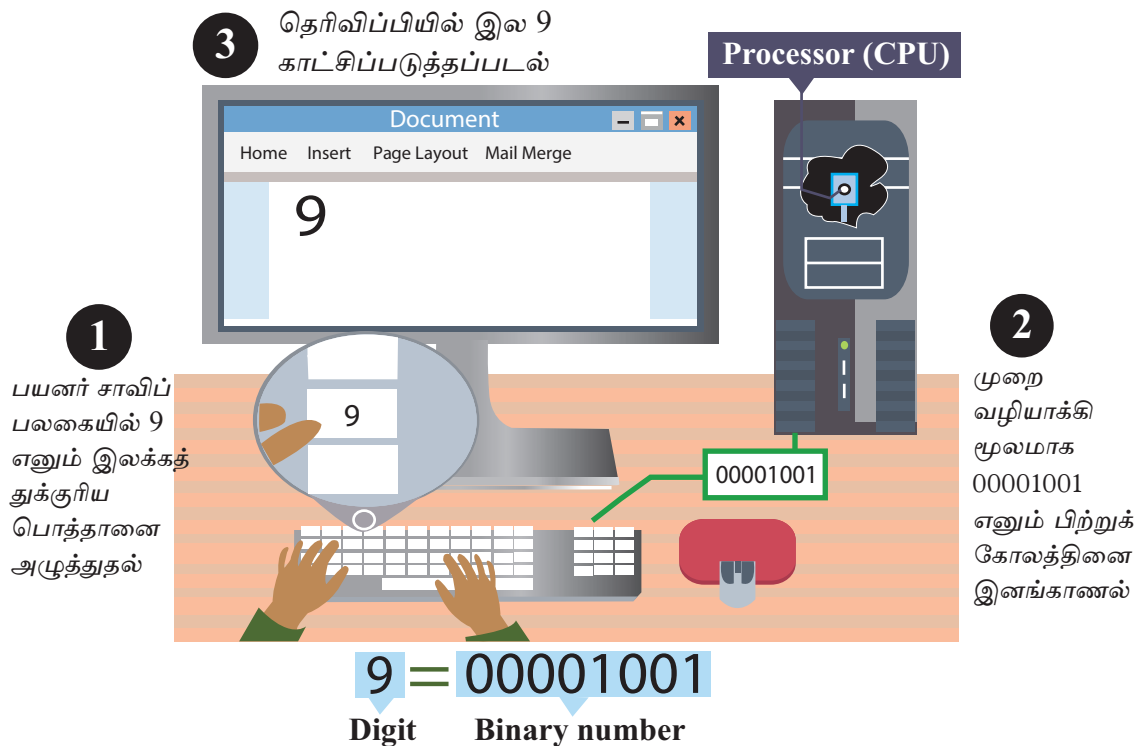 3
தெரிவிப்பியில் இல 9
காட்சிப்படுத்தப்படல்
Processor (CPU)
Document
Home Insert Page Layout Mail Merge
9
1
பயனர் சாவிப்
பலகையில் 9
எனும் இலக்கத்
துக்குரிய
பொத்தானை
அழுத்துதல்
9
00001001
2
முறை
வழியாக்கி
மூலமாக
00001001
எனும் பிற்றுக்
கோலத்தினை
இனங்காணல்
9 = 00001001
Digit Binary number